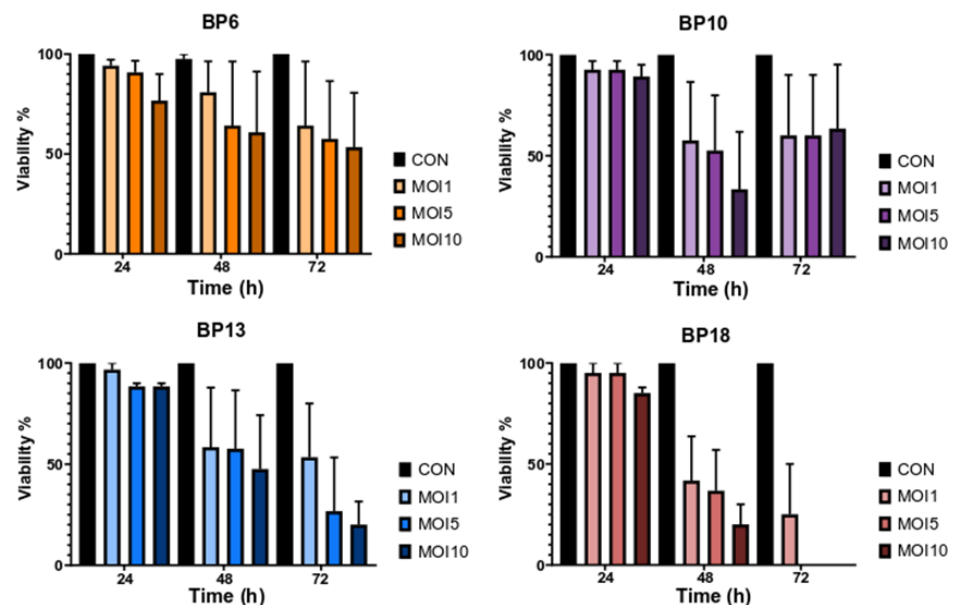 BP6
100
50
0
Viability %
24
48
72
Time (h)
CON
MOI1
MOI5
MOI10
BP10
100
50
0
Viability %
24
48
72
Time (h)
CON
MOI1
MOI5
MOI10
BP13
100
50
0
Viability %
24
48
72
Time (h)
CON
MOI1
MOI5
MOI10
BP18
100
50
0
Viability %
24
48
72
Time (h)
CON
MOI1
MOI5
MOI10